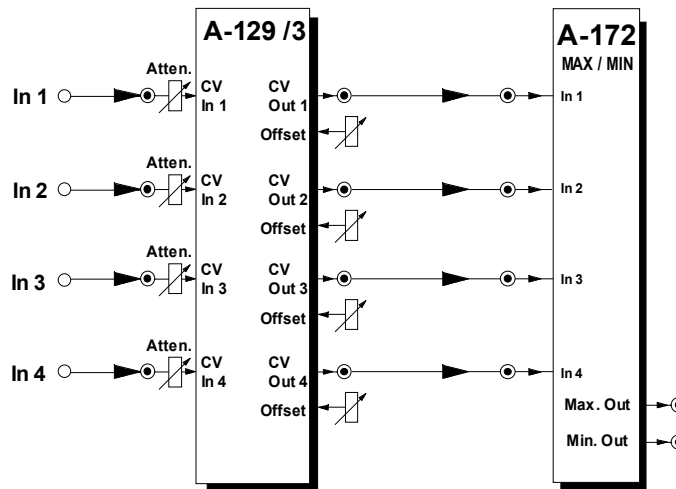 A-129 /3
A-172
MAX / MIN
Atten.
In 1
CV
In 1
CV
Out 1
In 1
Offset
Atten.
In 2
CV
In 2
CV
Out 2
In 2
Offset
Atten.
In 3
CV
In 3
CV
Out 3
In 3
Offset
Atten.
In 4
CV
In 4
CV
Out 4
In 4
Offset
Max. Out
Min. Out